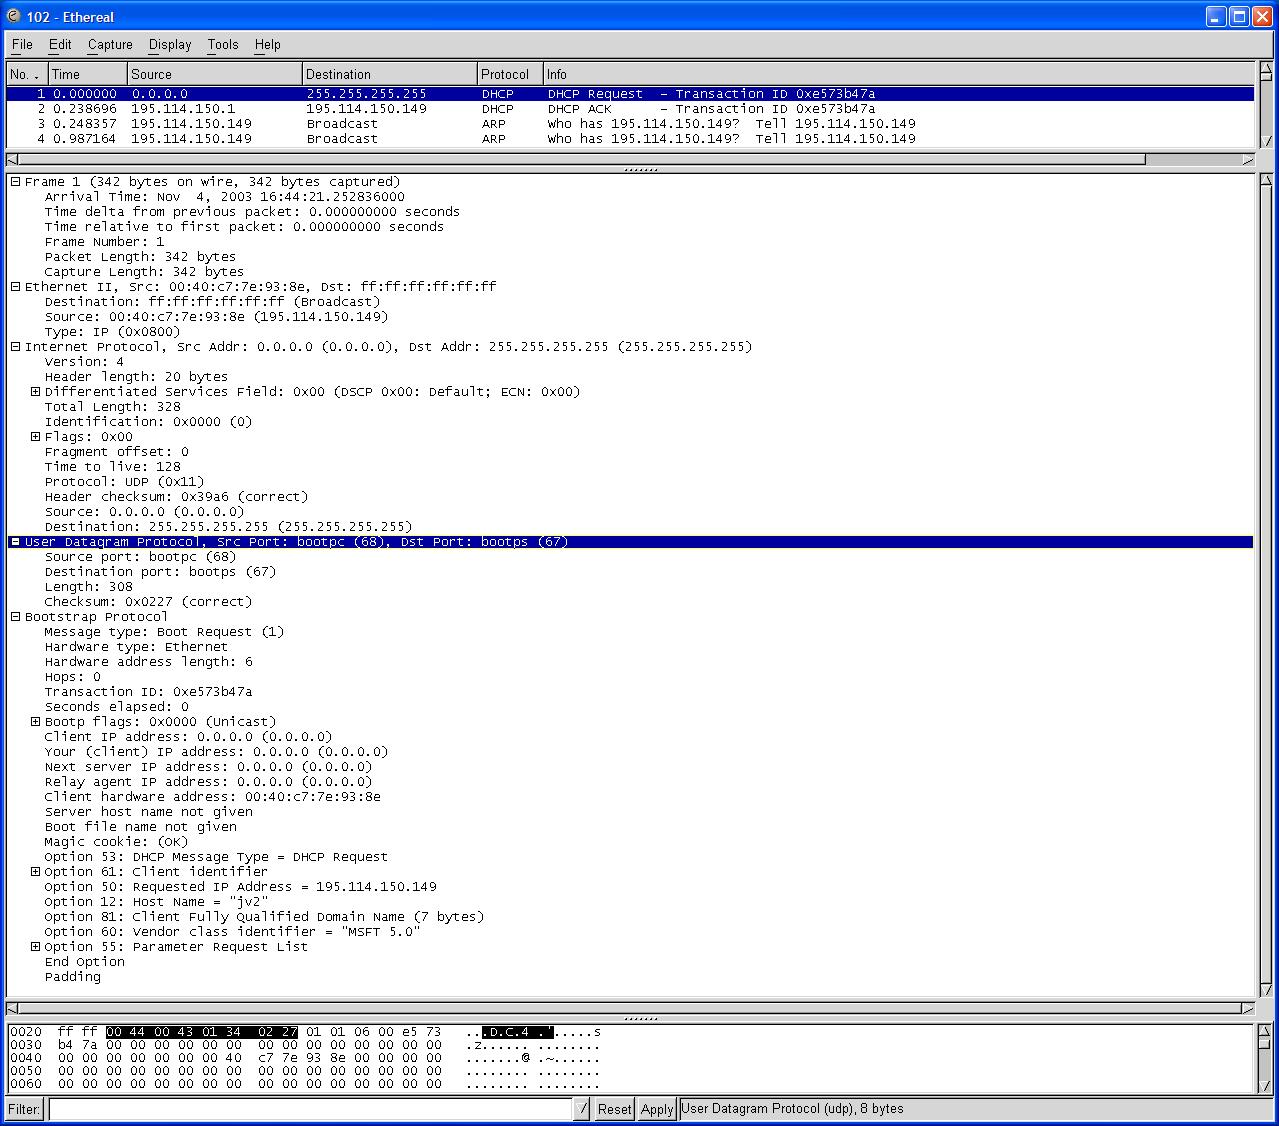 102 - Ethereal
File Edit Capture Display Tools Help
No. . Time Source Destination Protocol Info
1 0.000000 0.0.0.0 255.255.255.255 DHCP DHCP Request – Transaction ID 0xe573b47a
2 0.238696 195.114.150.1 195.114.150.149 DHCP DHCP ACK – Transaction ID 0xe573b47a
3 0.248357 195.114.150.149 Broadcast ARP Who has 195.114.150.149? Tell 195.114.150.149
4 0.987164 195.114.150.149 Broadcast ARP Who has 195.114.150.149? Tell 195.114.150.149
Frame 1 (342 bytes on wire, 342 bytes captured)
Arrival Time: Nov 4, 2003 16:44:21.252836000
Time delta from previous packet: 0.000000000 seconds
Time relative to first packet: 0.000000000 seconds
Frame Number: 1
Packet Length: 342 bytes
Capture Length: 342 bytes
Ethernet II, Src: 00:40:c7:7e:93:8e, Dst: ff:ff:ff:ff:ff:ff
Destination: ff:ff:ff:ff:ff:ff (Broadcast)
Source: 00:40:c7:7e:93:8e (195.114.150.149)
Type: IP (0x0800)
Internet Protocol, Src Addr: 0.0.0.0 (0.0.0.0), Dst Addr: 255.255.255.255 (255.255.255.255)
Version: 4
Header length: 20 bytes
Differentiated Services Field: 0x00 (DSCP 0x00: Default; ECN: 0x00)
Total Length: 328
Identification: 0x0000 (0)
Flags: 0x00
Fragment offset: 0
Time to live: 128
Protocol: UDP (0x11)
Header checksum: 0x39a6 (correct)
Source: 0.0.0.0 (0.0.0.0)
Destination: 255.255.255.255 (255.255.255.255)
User Datagram Protocol, Src Port: bootpc (68), Dst Port: bootps (67)
Source port: bootpc (68)
Destination port: bootps (67)
Length: 308
Checksum: 0x0227 (correct)
Bootstrap Protocol
Message type: Boot Request (1)
Hardware type: Ethernet
Hardware address length: 6
Hops: 0
Transaction ID: 0xe573b47a
Seconds elapsed: 0
Bootp flags: 0x0000 (Unicast)
Client IP address: 0.0.0.0 (0.0.0.0)
Your (client) IP address: 0.0.0.0 (0.0.0.0)
Next server IP address: 0.0.0.0 (0.0.0.0)
Relay agent IP address: 0.0.0.0 (0.0.0.0)
Client hardware address: 00:40:c7:7e:93:8e
Server host name not given
Boot file name not given
Magic cookie: (OK)
Option 53: DHCP Message Type = DHCP Request
Option 61: Client identifier
Option 50: Requested IP Address = 195.114.150.149
Option 12: Host Name = "jv2"
Option 81: Client Fully Qualified Domain Name (7 bytes)
Option 60: Vendor class identifier = "MSFT 5.0"
Option 55: Parameter Request List
End Option
Padding
0020 ff ff 00 44 00 43 01 34 02 27 01 01 06 00 e5 73 ...D.C.4 .'.....s
0030 b4 7a 00 00 00 00 00 00 00 00 00 00 00 00 00 00 .z...... ........
0040 00 00 00 00 00 00 00 40 c7 7e 93 8e 00 00 00 00 .......@ .~......
0050 00 00 00 00 00 00 00 00 00 00 00 00 00 00 00 00 ........ ........
0060 00 00 00 00 00 00 00 00 00 00 00 00 00 00 00 00 ........ ........
Filter: Reset Apply User Datagram Protocol (udp), 8 bytes